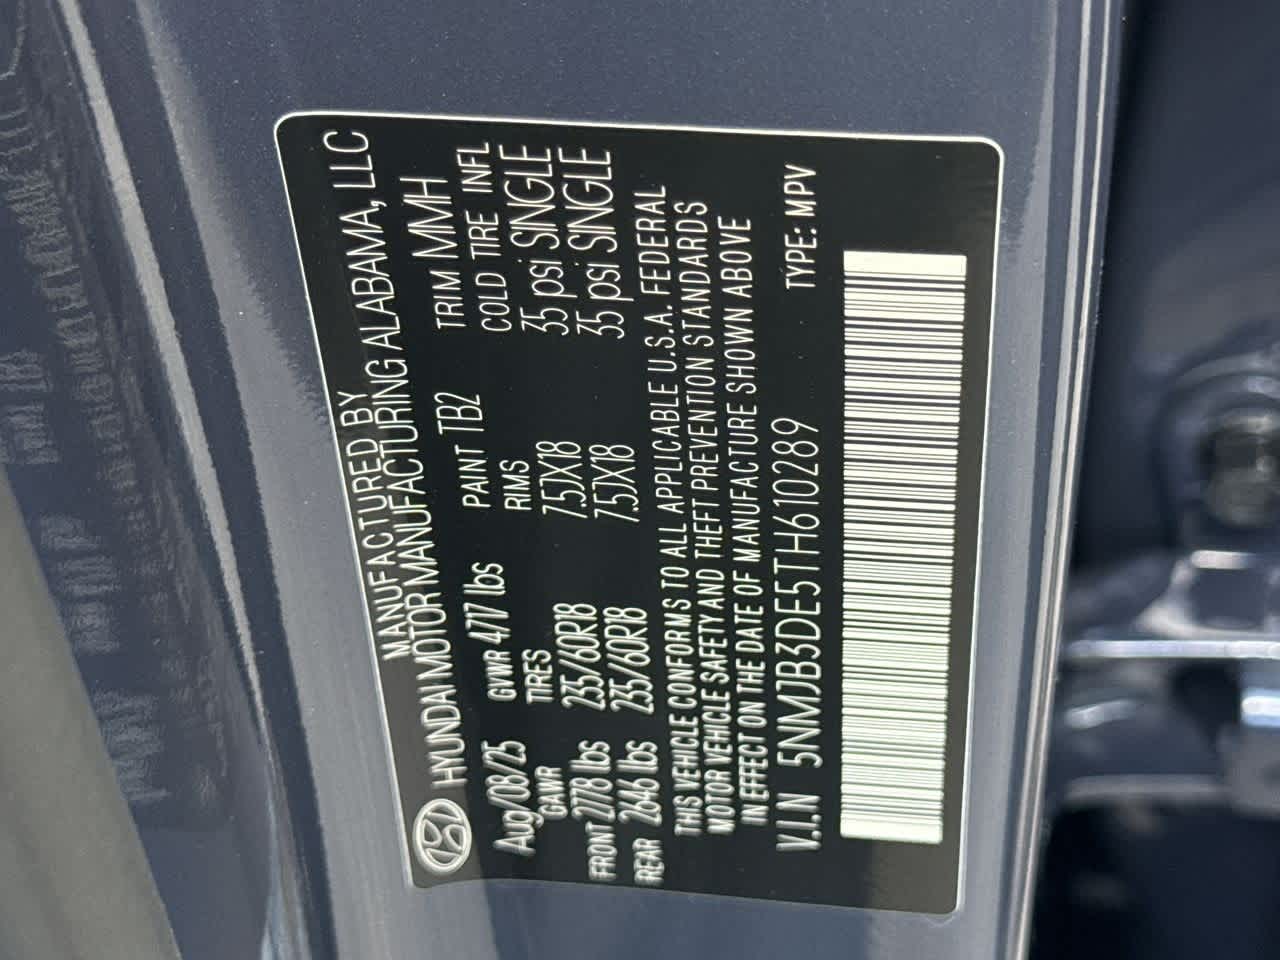 MANUFACTURED BY
HYUNDAI MOTOR MANUFACTURING ALABAMA, LLC
Aug/08/25 GVWR 4717 lbs PAINT TB2 TRIM MMH
GAWR TIRES RIMS COLD TIRE INFL
FRONT 2778 lbs 235/60R18 7.5JX18 35 psi SINGLE
REAR 2646 lbs 235/60R18 7.5JX18 35 psi SINGLE
THIS VEHICLE CONFORMS TO ALL APPLICABLE U.S.A. FEDERAL
MOTOR VEHICLE SAFETY AND THEFT PREVENTION STANDARDS
IN EFFECT ON THE DATE OF MANUFACTURE SHOWN ABOVE
V.I.N 5NMJB3DE5TH610289 TYPE: MPV